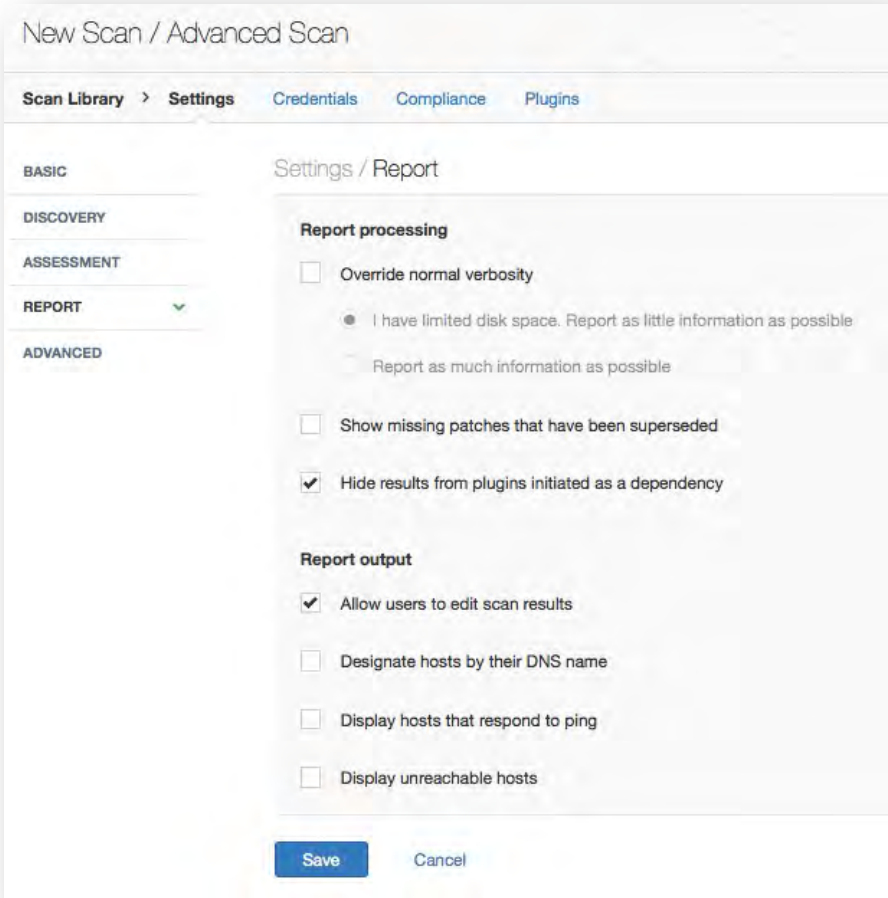 New Scan / Advanced Scan
Scan Library > Settings Credentials Compliance Plugins
BASIC
DISCOVERY
ASSESSMENT
REPORT
ADVANCED
Settings / Report
Report processing
Override normal verbosity
I have limited disk space. Report as little information as possible
Report as much information as possible
Show missing patches that have been superseded
Hide results from plugins initiated as a dependency
Report output
Allow users to edit scan results
Designate hosts by their DNS name
Display hosts that respond to ping
Display unreachable hosts
Save Cancel